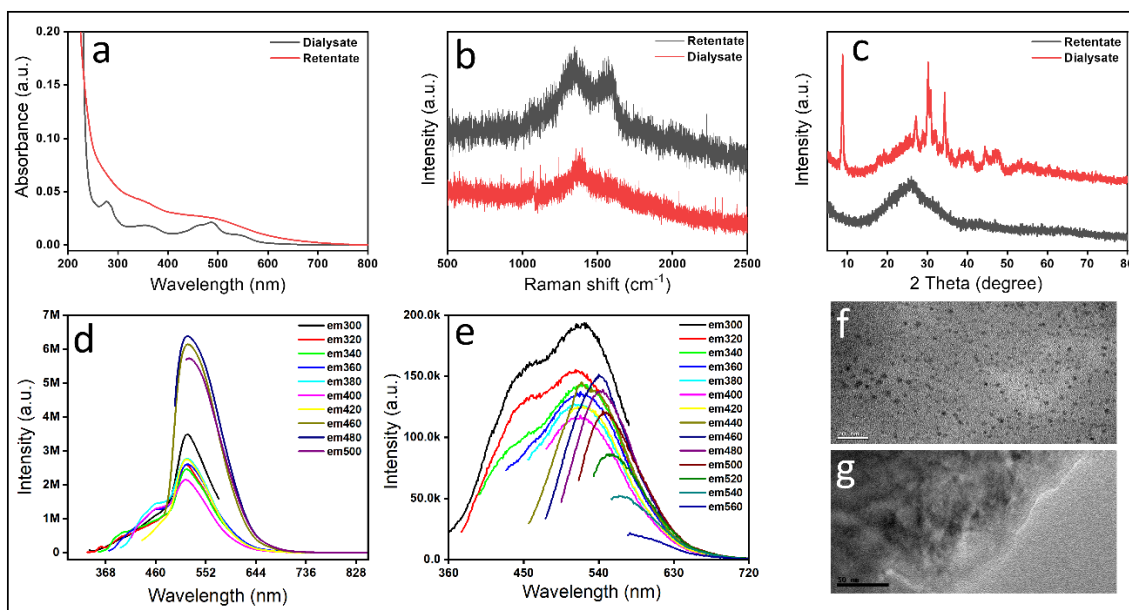 a
Dialysate
Retentate
Absorbance (a.u.)
0.20
0.15
0.10
0.05
0.00
200 300 400 500 600 700 800
Wavelength (nm)
b
Retentate
Dialysate
Intensity (a.u.)
500 1000 1500 2000 2500
Raman shift (cm⁻¹)
c
Retentate
Dialysate
Intensity (a.u.)
10 20 30 40 50 60 70 80
2 Theta (degree)
d
em300
em320
em340
em360
em380
em400
em420
em460
em480
em500
Intensity (a.u.)
7M
6M
5M
4M
3M
2M
1M
0
368 460 552 644 736 828
Wavelength (nm)
e
em300
em320
em340
em360
em380
em400
em420
em440
em460
em480
em500
em520
em540
em560
Intensity (a.u.)
200.0k
150.0k
100.0k
50.0k
0.0
360 450 540 630 720
Wavelength (nm)
f
g
50 nm